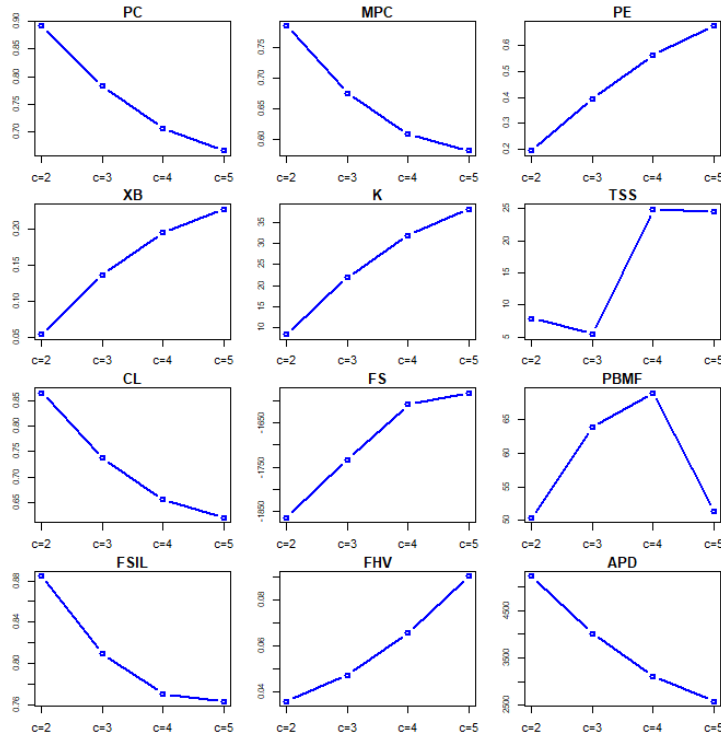 PC MPC PE
0.90 0.85 0.80 0.75 0.70
0.75 0.70 0.65 0.60
0.6 0.5 0.4 0.3 0.2
c=2 c=3 c=4 c=5 c=2 c=3 c=4 c=5 c=2 c=3 c=4 c=5
XB K TSS
0.20 0.15 0.10 0.05
35 30 25 20 15 10
25 20 15 10 5
c=2 c=3 c=4 c=5 c=2 c=3 c=4 c=5 c=2 c=3 c=4 c=5
CL FS PBMF
0.85 0.80 0.75 0.70 0.65
-1650 -1750 -1850
65 60 55 50
c=2 c=3 c=4 c=5 c=2 c=3 c=4 c=5 c=2 c=3 c=4 c=5
FSIL FHV APD
0.88 0.80 0.76
0.08 0.06 0.04
4500 3500 2500
c=2 c=3 c=4 c=5 c=2 c=3 c=4 c=5 c=2 c=3 c=4 c=5